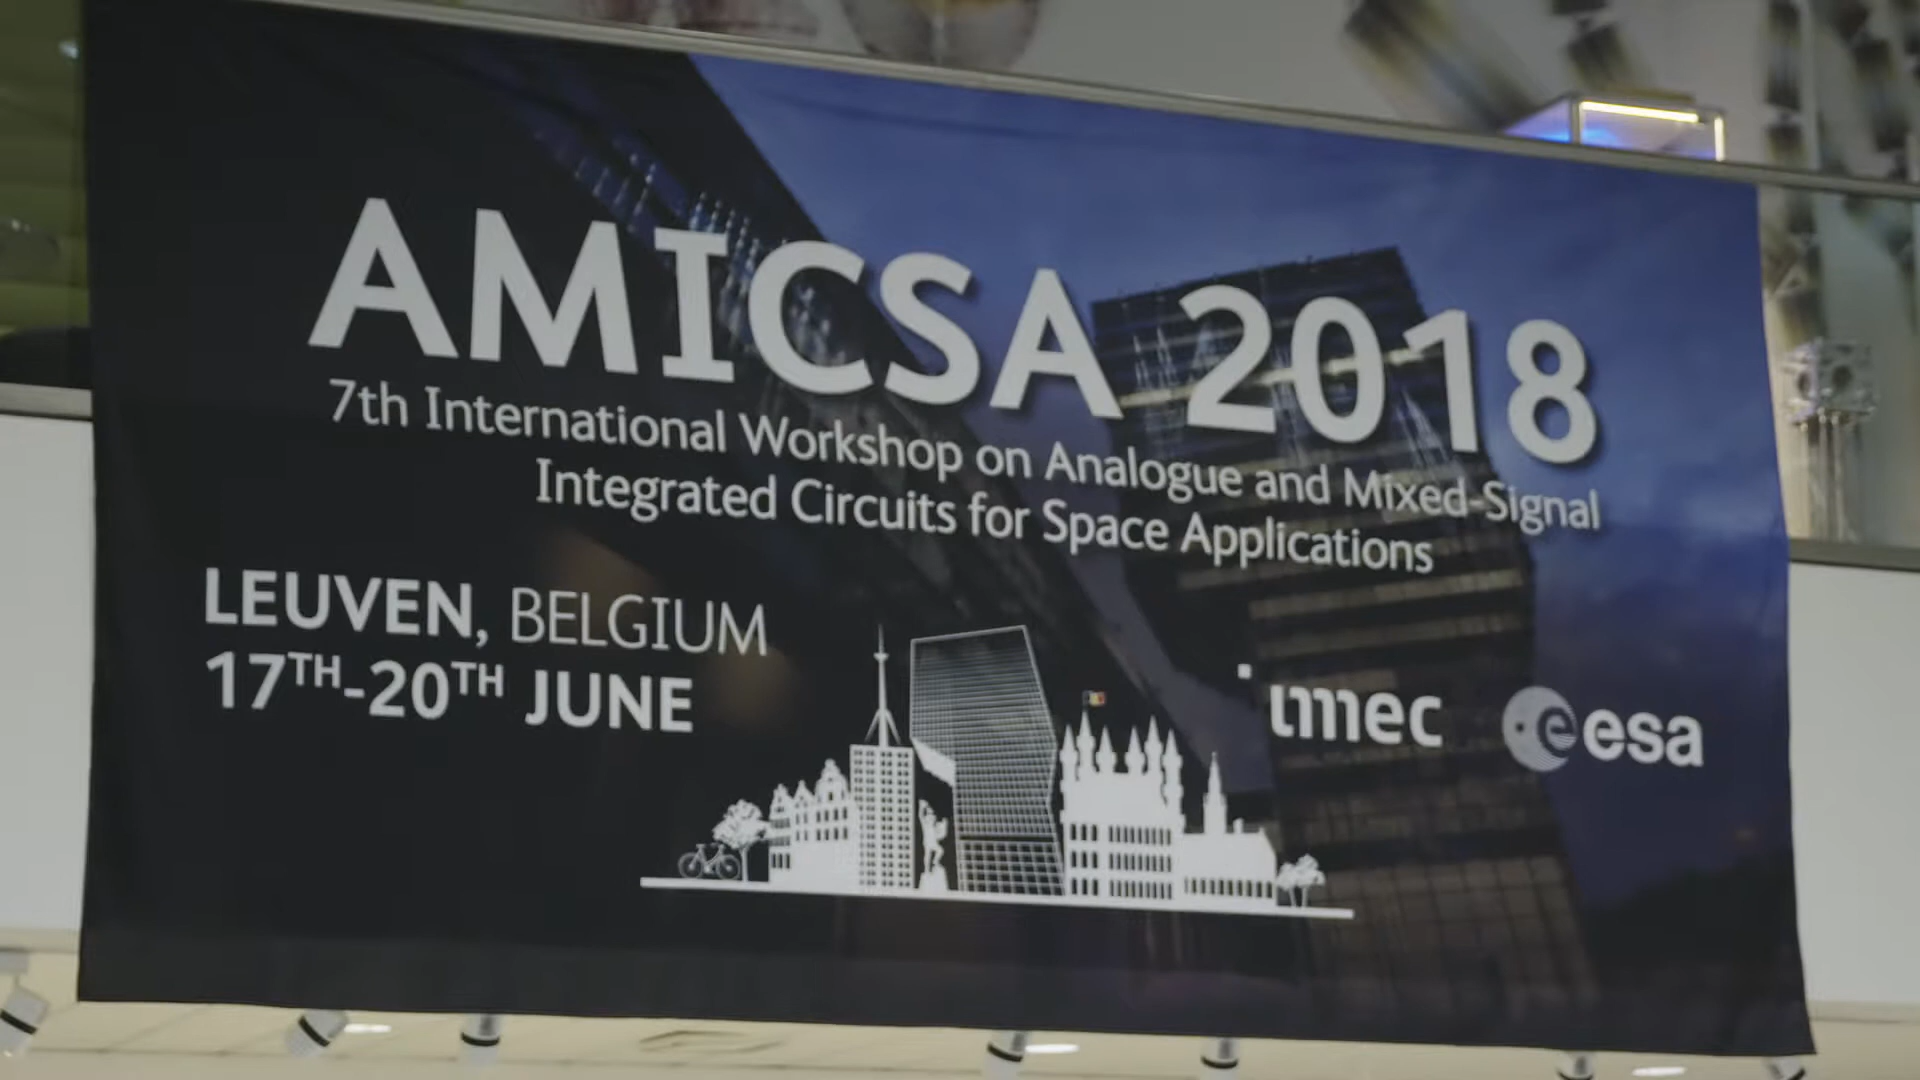 AMICSA 2018
7th International Workshop on Analogue and Mixed-Signal
Integrated Circuits for Space Applications
LEUVEN, BELGIUM
17TH-20TH JUNE
imec
esa